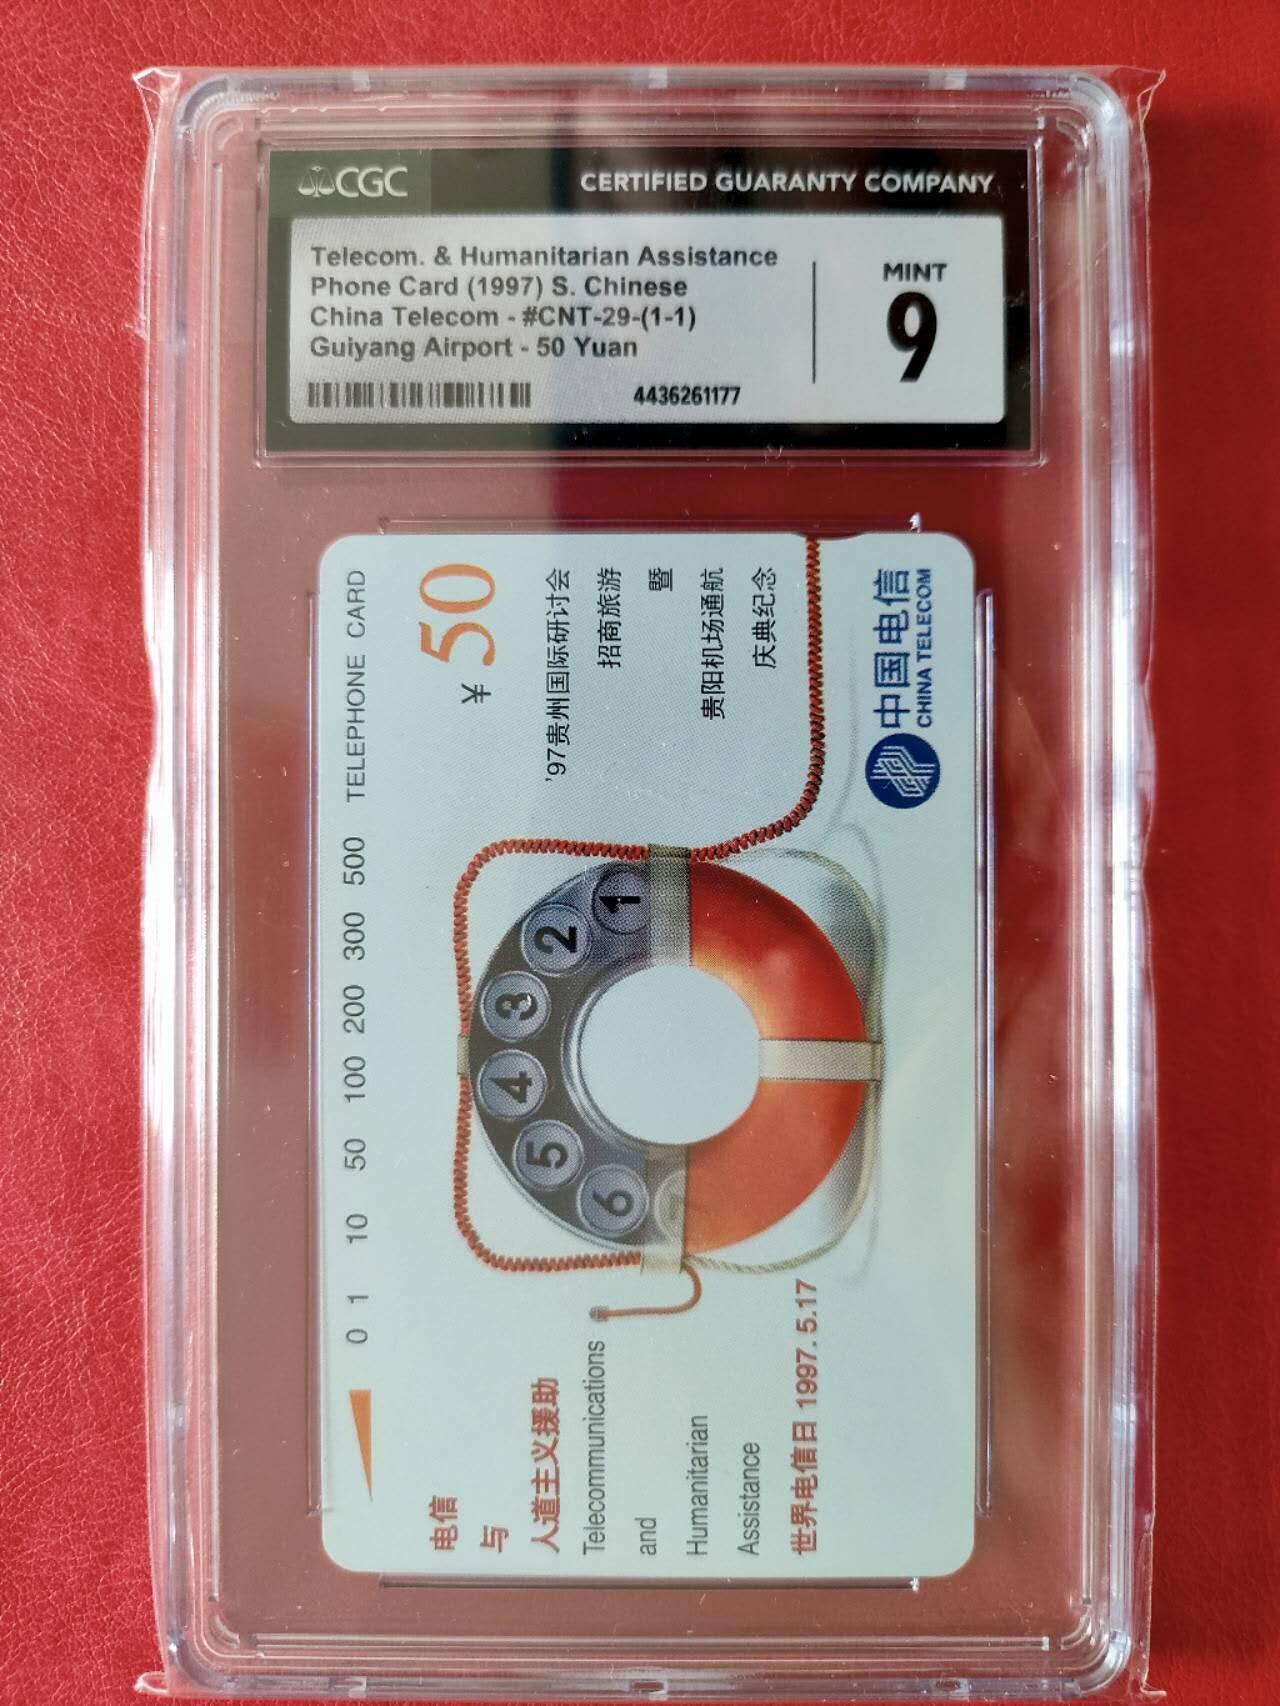 CGC
CERTIFIED GUARANTY COMPANY
Telecom. & Humanitarian Assistance
Phone Card (1997) S. Chinese
China Telecom - #CNT-29-(1-1)
Guiyang Airport - 50 Yuan
4436261177
MINT
9
0 1 10 50 100 200 300 500 TELEPHONE CARD
¥ 50
'97贵州国际研讨会
招商旅游
暨
贵阳机场通航
庆典纪念
中国电信
CHINA TELECOM
1
2
3
4
5
6
7
电信
与
人道主义援助
Telecommunications
and
Humanitarian
Assistance
世界电信日 1997. 5.17